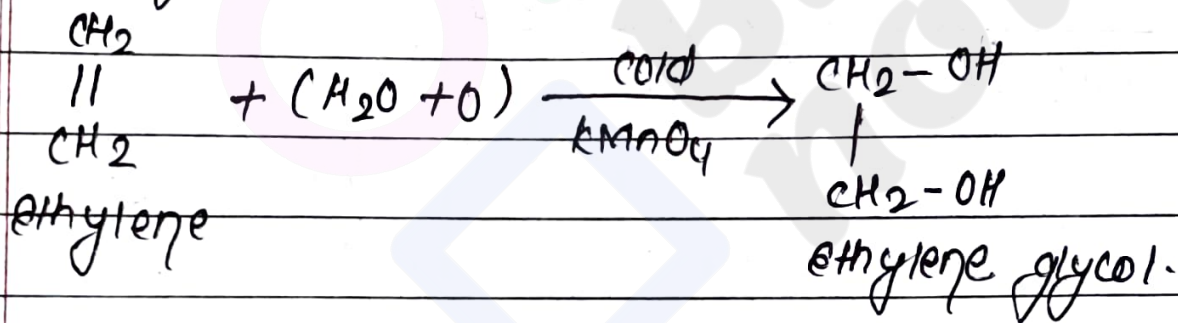 CH2
||
CH2
+ (H2O + O)
cold
KMnO4
CH2 - OH
|
CH2 - OH
ethylene
ethylene glycol.